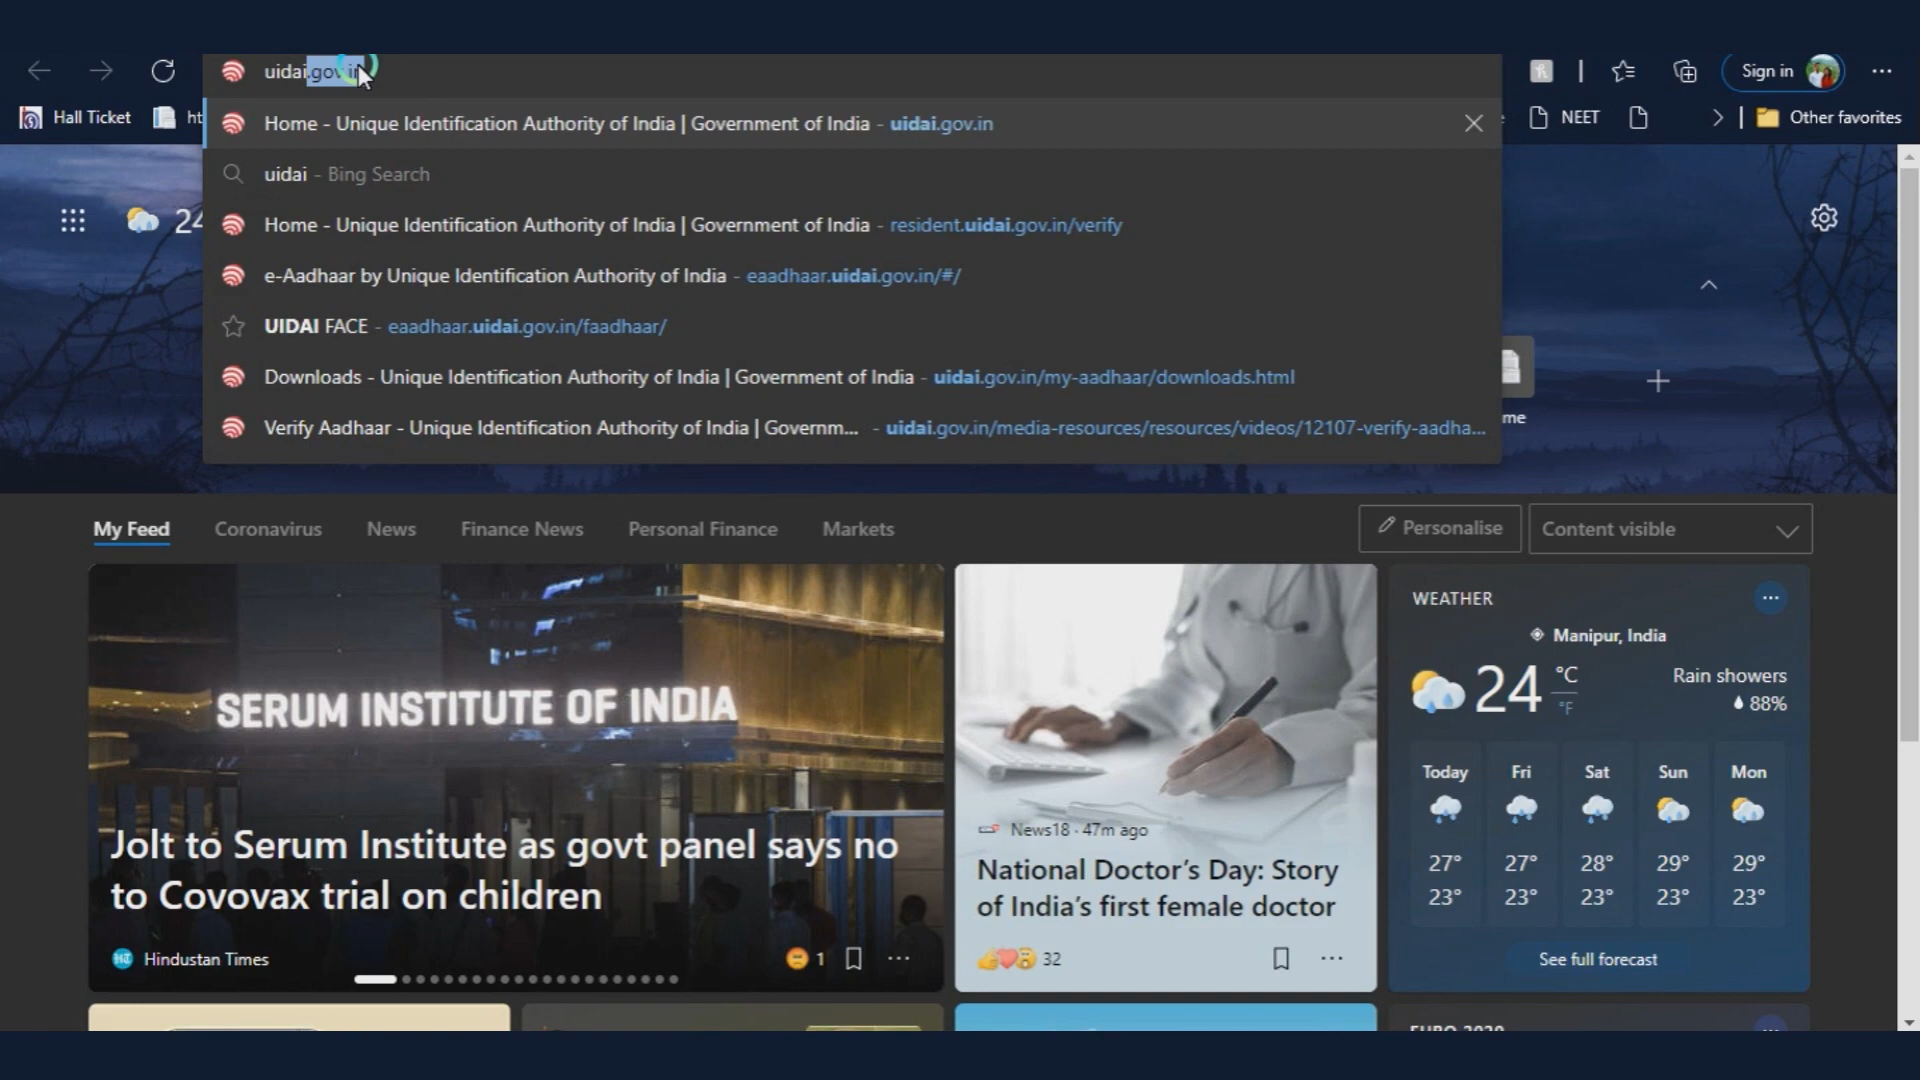 uidai.gov.in
Sign in
Hall Ticket
ht
NEET
Other favorites
Home - Unique Identification Authority of India | Government of India - uidai.gov.in
uidai - Bing Search
Home - Unique Identification Authority of India | Government of India - resident.uidai.gov.in/verify
e-Aadhaar by Unique Identification Authority of India - eaadhaar.uidai.gov.in/#/
UIDAI FACE - eaadhaar.uidai.gov.in/faadhaar/
Downloads - Unique Identification Authority of India | Government of India - uidai.gov.in/my-aadhaar/downloads.html
Verify Aadhaar - Unique Identification Authority of India | Governm... - uidai.gov.in/media-resources/resources/videos/12107-verify-aadha...
24
me
My Feed
Coronavirus
News
Finance News
Personal Finance
Markets
Personalise
Content visible
SERUM INSTITUTE OF INDIA
Jolt to Serum Institute as govt panel says no
to Covovax trial on children
Hindustan Times
1
News18 · 47m ago
National Doctor's Day: Story
of India's first female doctor
32
WEATHER
Manipur, India
24 °C
°F
Rain showers
88%
Today Fri Sat Sun Mon
27° 27° 28° 29° 29°
23° 23° 23° 23° 23°
See full forecast
EURO 2020